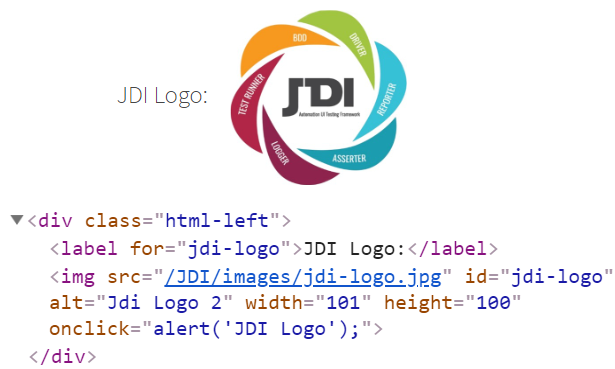 JDI Logo:
BDD
DRIVER
TEST RUNNER
JDI
Automation UI Testing Framework
REPORTER
LOGGER
ASSERTER
<div class="html-left">
<label for="jdi-logo">JDI Logo:</label>
<img src="/JDI/images/jdi-logo.jpg" id="jdi-logo"
alt="Jdi Logo 2" width="101" height="100"
onclick="alert('JDI Logo');">
</div>